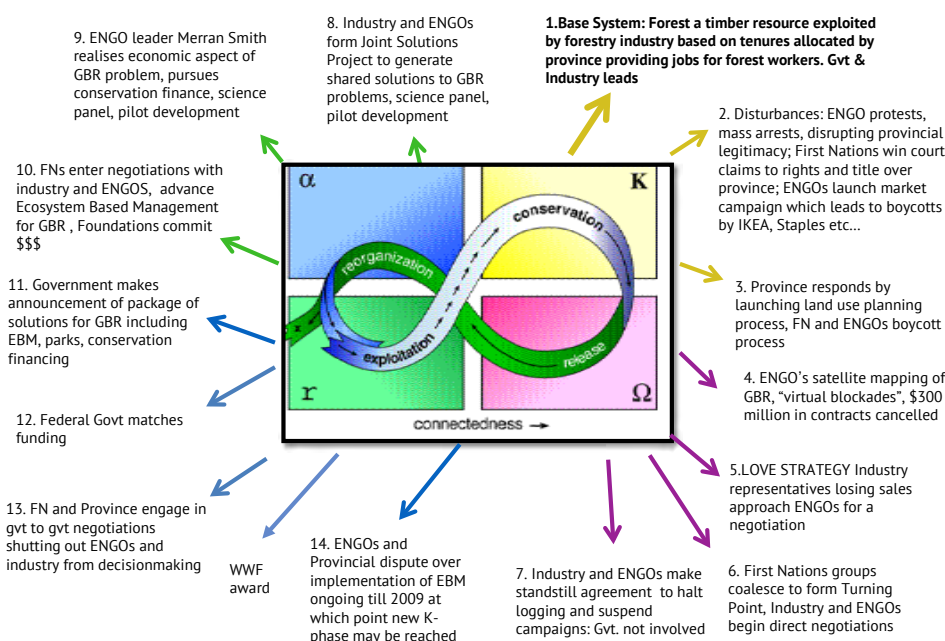 1.Base System: Forest a timber resource exploited
by forestry industry based on tenures allocated by
province providing jobs for forest workers. Gvt &
Industry leads
2. Disturbances: ENGO protests,
mass arrests, disrupting provincial
legitimacy; First Nations win court
claims to rights and title over
province; ENGOs launch market
campaign which leads to boycotts
by IKEA, Staples etc...
3. Province responds by
launching land use planning
process, FN and ENGOs boycott
process
4. ENGO's satellite mapping of
GBR, "virtual blockades", $300
million in contracts cancelled
5.LOVE STRATEGY Industry
representatives losing sales
approach ENGOs for a
negotiation
6. First Nations groups
coalesce to form Turning
Point, Industry and ENGOs
begin direct negotiations
7. Industry and ENGOs make
standstill agreement to halt
logging and suspend
campaigns: Gvt. not involved
8. Industry and ENGOs
form Joint Solutions
Project to generate
shared solutions to GBR
problems, science panel,
pilot development
9. ENGO leader Merran Smith
realises economic aspect of
GBR problem, pursues
conservation finance, science
panel, pilot development
10. FNs enter negotiations with
industry and ENGOS, advance
Ecosystem Based Management
for GBR , Foundations commit
$$$
11. Government makes
announcement of package of
solutions for GBR including
EBM, parks, conservation
financing
12. Federal Govt matches
funding
13. FN and Province engage in
gvt to gvt negotiations
shutting out ENGOs and
industry from decisionmaking
WWF
award
14. ENGOs and
Provincial dispute over
implementation of EBM
ongoing till 2009 at
which point new K-
phase may be reached
α
K
conservation
reorganization
x
exploitation
release
r
Ω
connectedness